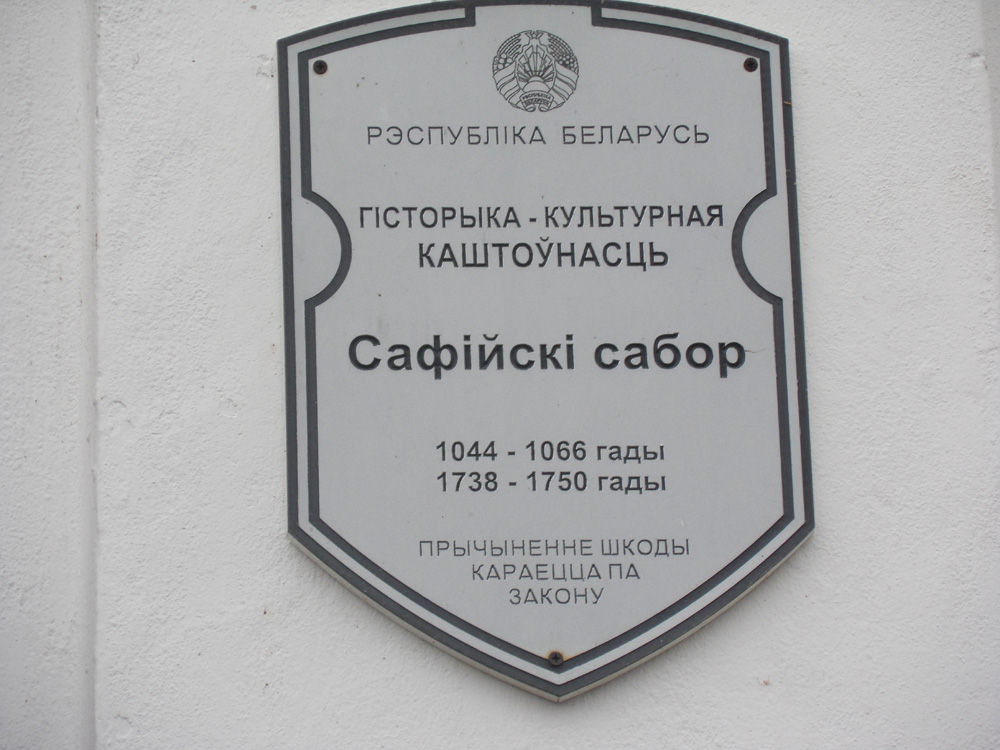 РЭСПУБЛІКА БЕЛАРУСЬ
ГІСТОРЫКА - КУЛЬТУРНАЯ
КАШТОЎНАСЦЬ
Сафійскі сабор
1044 - 1066 гады
1738 - 1750 гады
ПРЫЧЫНЕННЕ ШКОДЫ
КАРАЕЦЦА ПА
ЗАКОНУ